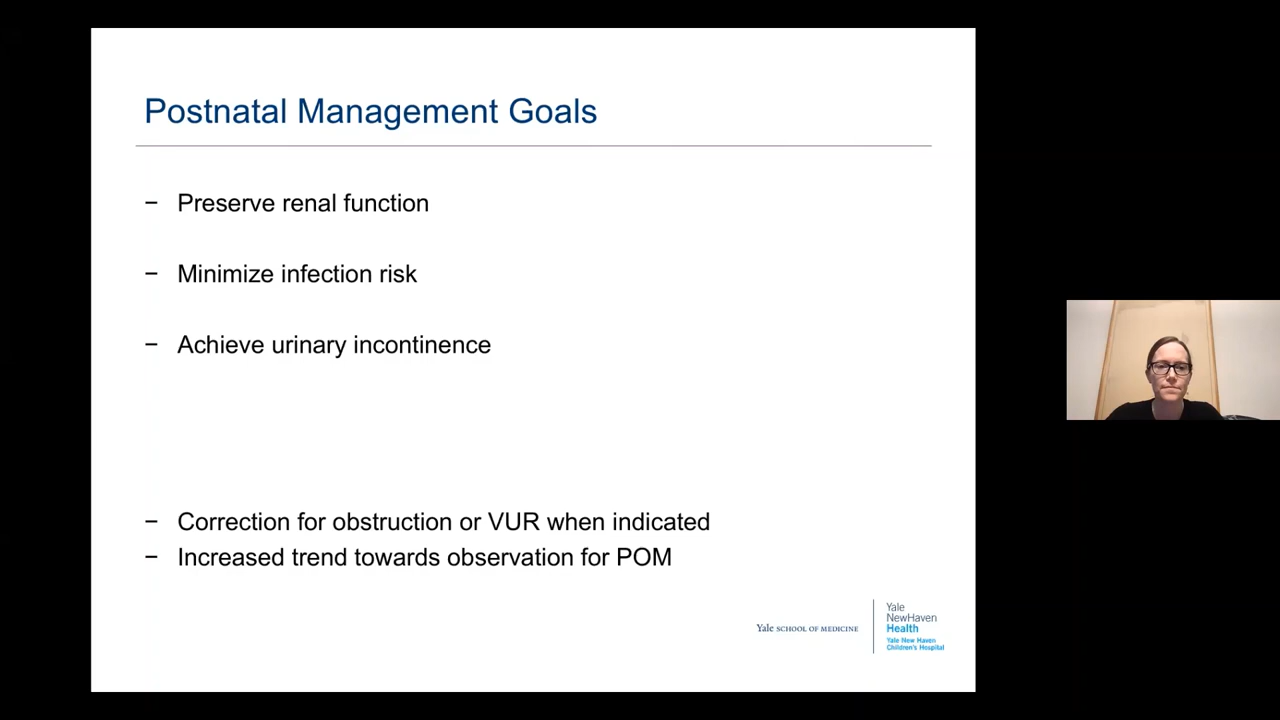 Postnatal Management Goals
− Preserve renal function
− Minimize infection risk
− Achieve urinary incontinence
− Correction for obstruction or VUR when indicated
− Increased trend towards observation for POM
Yale SCHOOL OF MEDICINE
Yale
NewHaven
Health
Yale New Haven
Children's Hospital